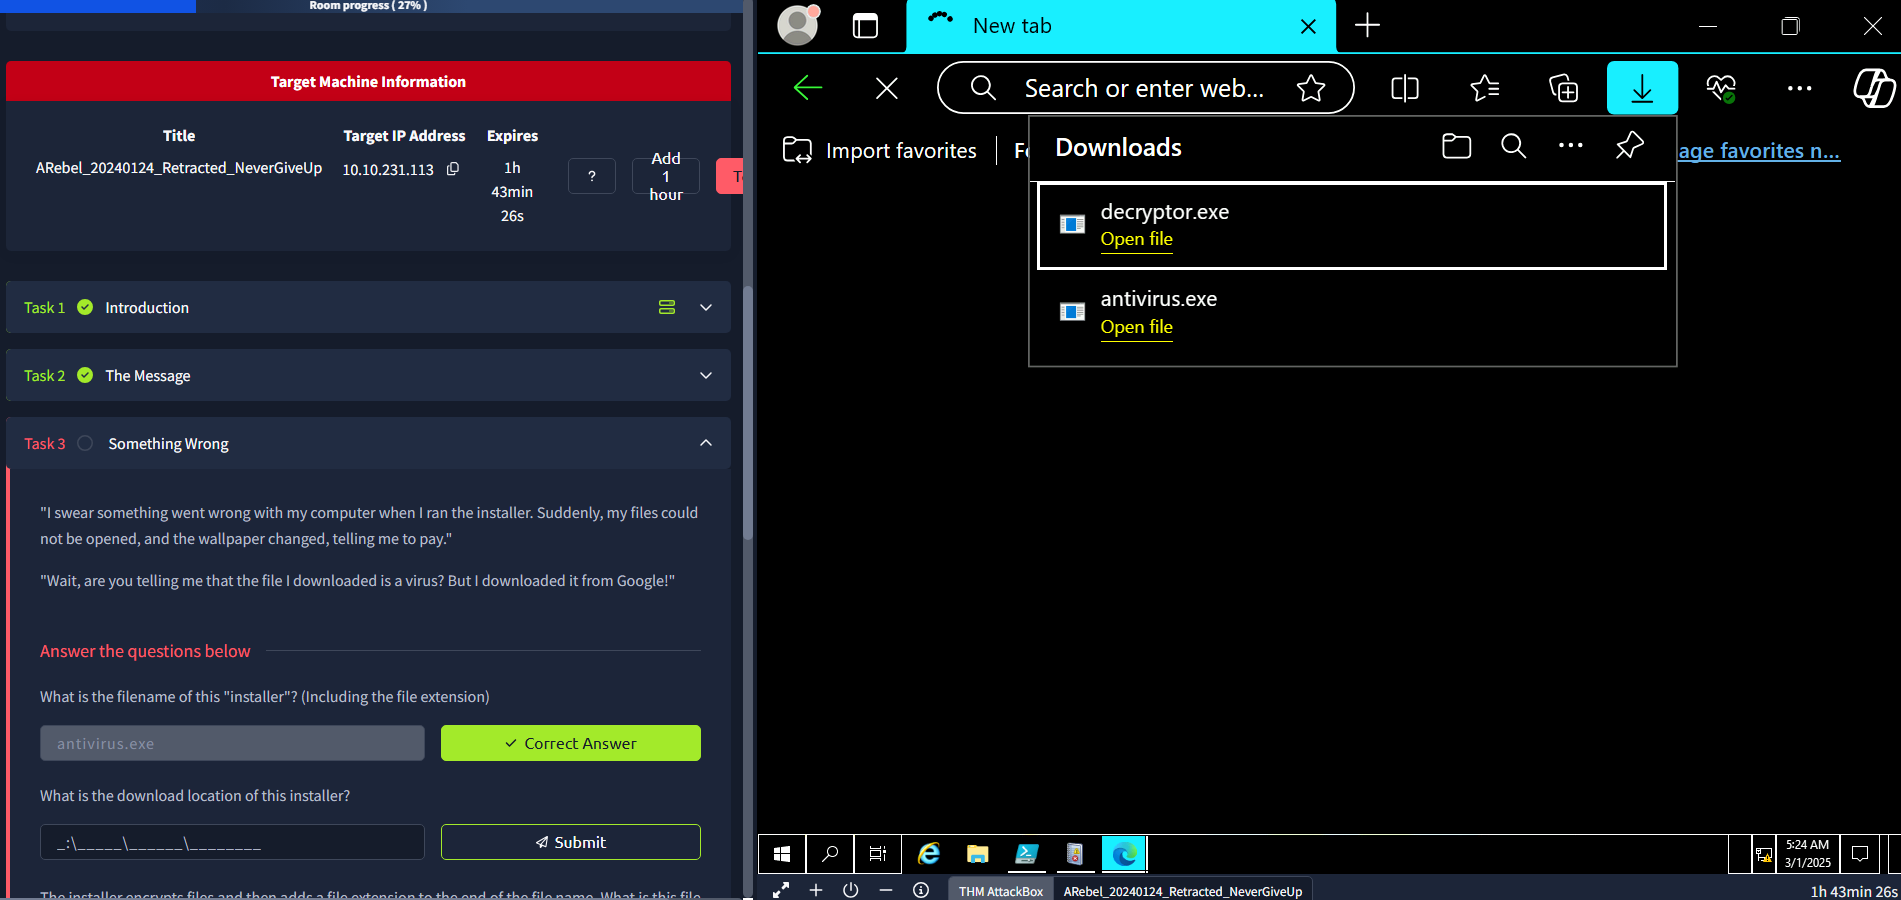 Room progress ( 27% )
Target Machine Information
Title
Target IP Address
Expires
ARebel_20240124_Retracted_NeverGiveUp
10.10.231.113
1h
43min
26s
?
Add
1
hour
Task 1
Introduction
Task 2
The Message
Task 3
Something Wrong
"I swear something went wrong with my computer when I ran the installer. Suddenly, my files could
not be opened, and the wallpaper changed, telling me to pay."
"Wait, are you telling me that the file I downloaded is a virus? But I downloaded it from Google!"
Answer the questions below
What is the filename of this "installer"? (Including the file extension)
antivirus.exe
Correct Answer
What is the download location of this installer?
_:\_____\______\________
Submit
The installer encrypts files and then adds a file extension to the end of the file name. What is this file
New tab
Search or enter web...
Import favorites
age favorites n...
Downloads
decryptor.exe
Open file
antivirus.exe
Open file
5:24 AM
3/1/2025
THM AttackBox
ARebel_20240124_Retracted_NeverGiveUp
1h 43min 26s